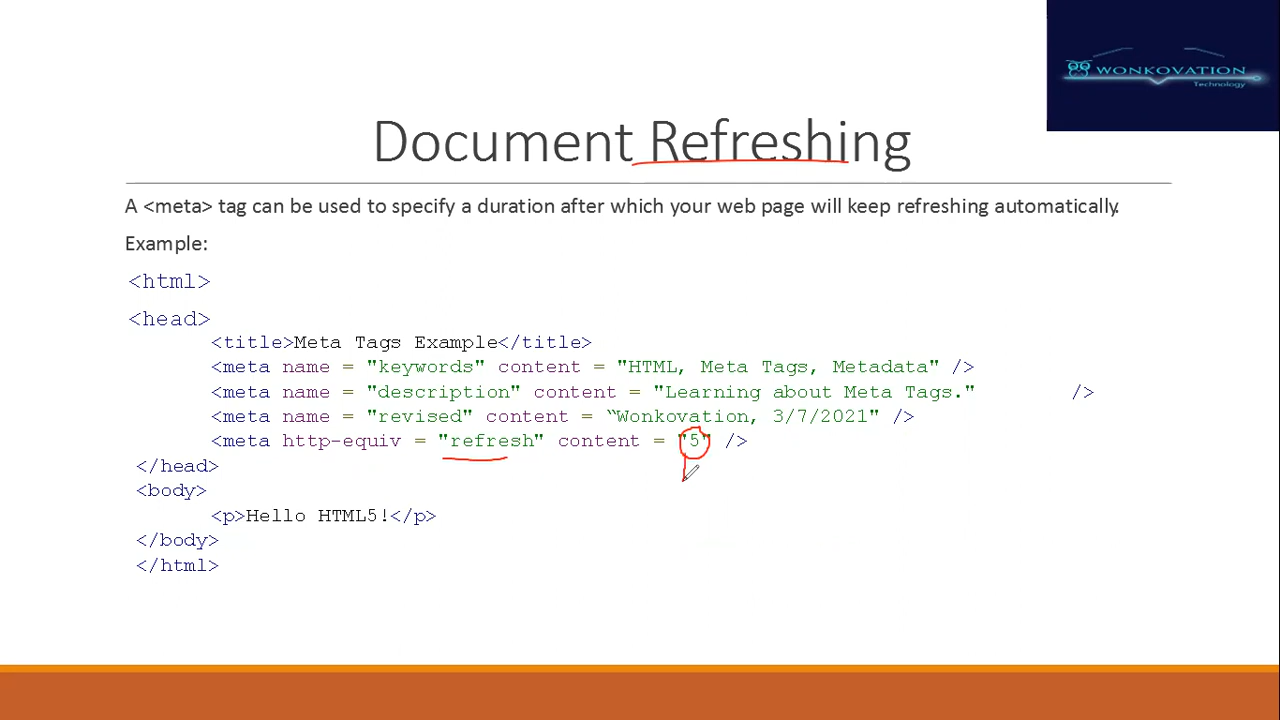 WONKOVATION
Technology
Document Refreshing
A <meta> tag can be used to specify a duration after which your web page will keep refreshing automatically.
Example:
<html>
<head>
<title>Meta Tags Example</title>
<meta name = "keywords" content = "HTML, Meta Tags, Metadata" />
<meta name = "description" content = "Learning about Meta Tags." />
<meta name = "revised" content = “Wonkovation, 3/7/2021" />
<meta http-equiv = "refresh" content = "5" />
</head>
<body>
<p>Hello HTML5!</p>
</body>
</html>